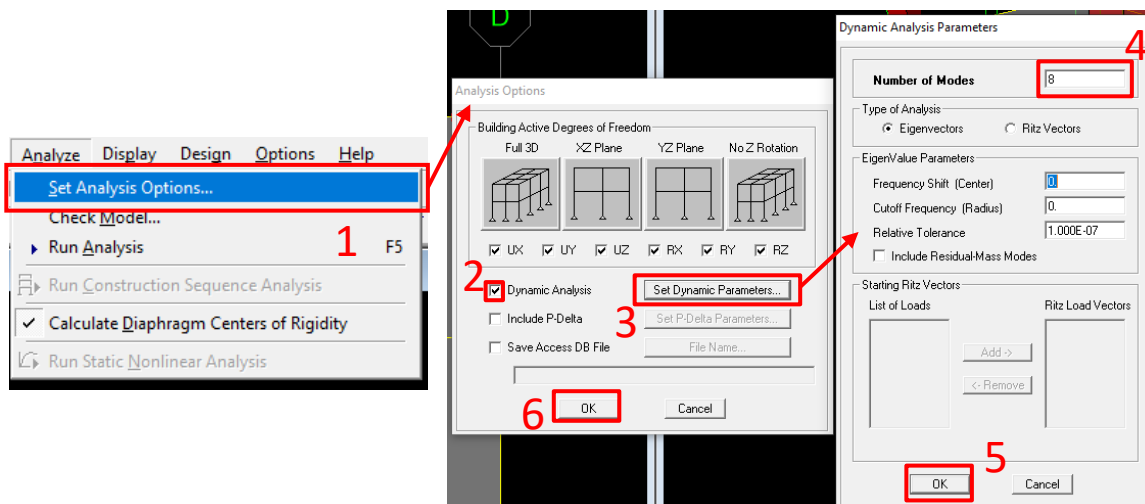 Analyze Display Design Options Help
Set Analysis Options...
Check Model...
1
Run Analysis F5
Run Construction Sequence Analysis
Calculate Diaphragm Centers of Rigidity
Run Static Nonlinear Analysis
D
Analysis Options
Building Active Degrees of Freedom
Full 3D XZ Plane YZ Plane No Z Rotation
UX UY UZ RX RY RZ
2 Dynamic Analysis Set Dynamic Parameters...
3
Include P-Delta Set P-Delta Parameters...
Save Access DB File File Name...
6 OK Cancel
Dynamic Analysis Parameters
4
Number of Modes 8
Type of Analysis
Eigenvectors Ritz Vectors
EigenValue Parameters
Frequency Shift (Center) 0.
Cutoff Frequency (Radius) 0.
Relative Tolerance 1.000E-07
Include Residual-Mass Modes
Starting Ritz Vectors
List of Loads Ritz Load Vectors
Add ->
<- Remove
5
OK Cancel